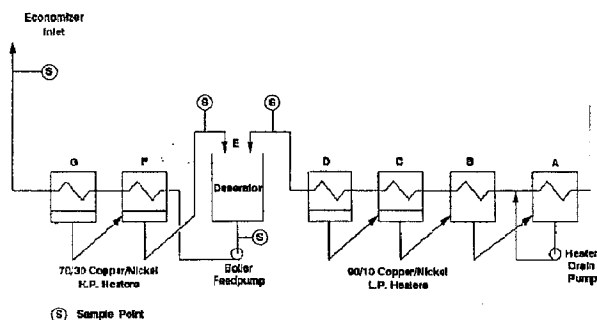 Economizer
Inlet
S
S
S
E
G
F
D
C
B
A
Deaerator
S
Boiler
Feedpump
70/30 Copper/Nickel
H.P. Heaters
90/10 Copper/Nickel
L.P. Heaters
Heater
Drain
Pump
S Sample Point